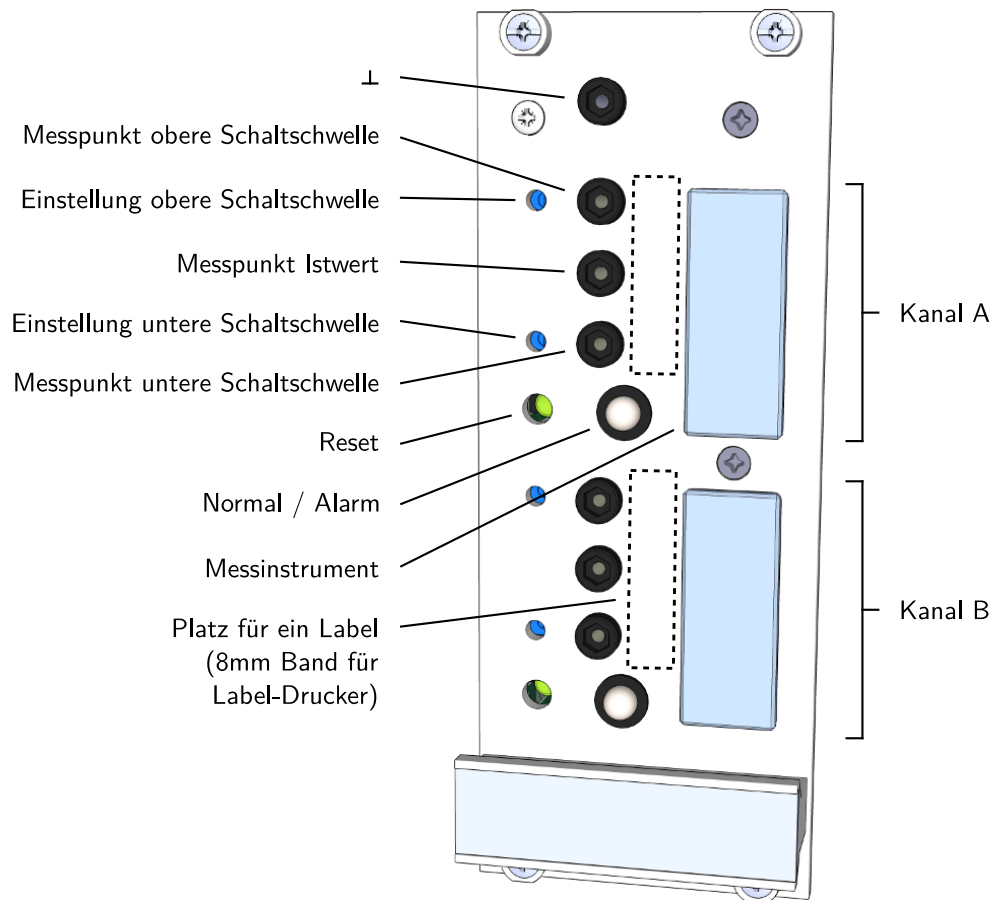 ⊥
Messpunkt obere Schaltschwelle
Einstellung obere Schaltschwelle
Messpunkt Istwert
Einstellung untere Schaltschwelle
Messpunkt untere Schaltschwelle
Reset
Normal / Alarm
Messinstrument
Platz für ein Label
(8mm Band für
Label-Drucker)
Kanal A
Kanal B